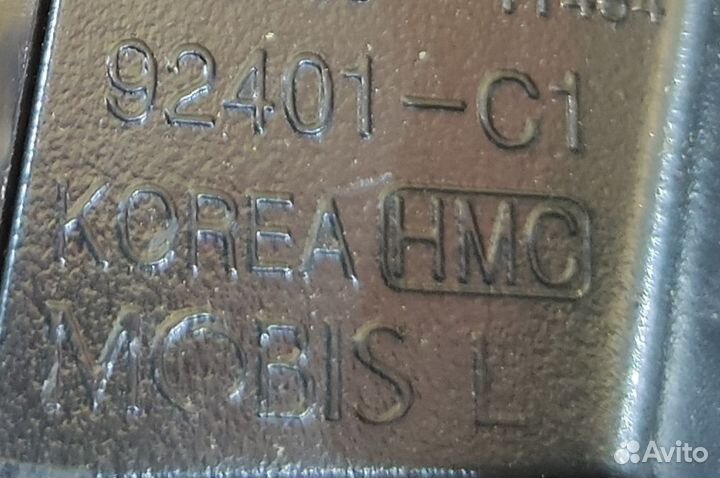 92401-C1
KOREA HMC
MOBIS L
Avito